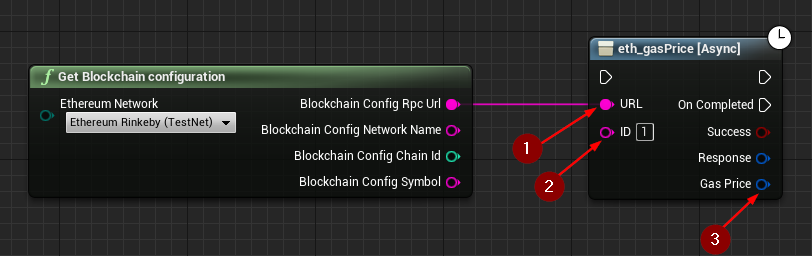 f Get Blockchain configuration
Ethereum Network
Ethereum Rinkeby (TestNet)
Blockchain Config Rpc Url
Blockchain Config Network Name
Blockchain Config Chain Id
Blockchain Config Symbol
eth_gasPrice [Async]
URL
On Completed
ID 1
Success
Response
Gas Price
1
2
3